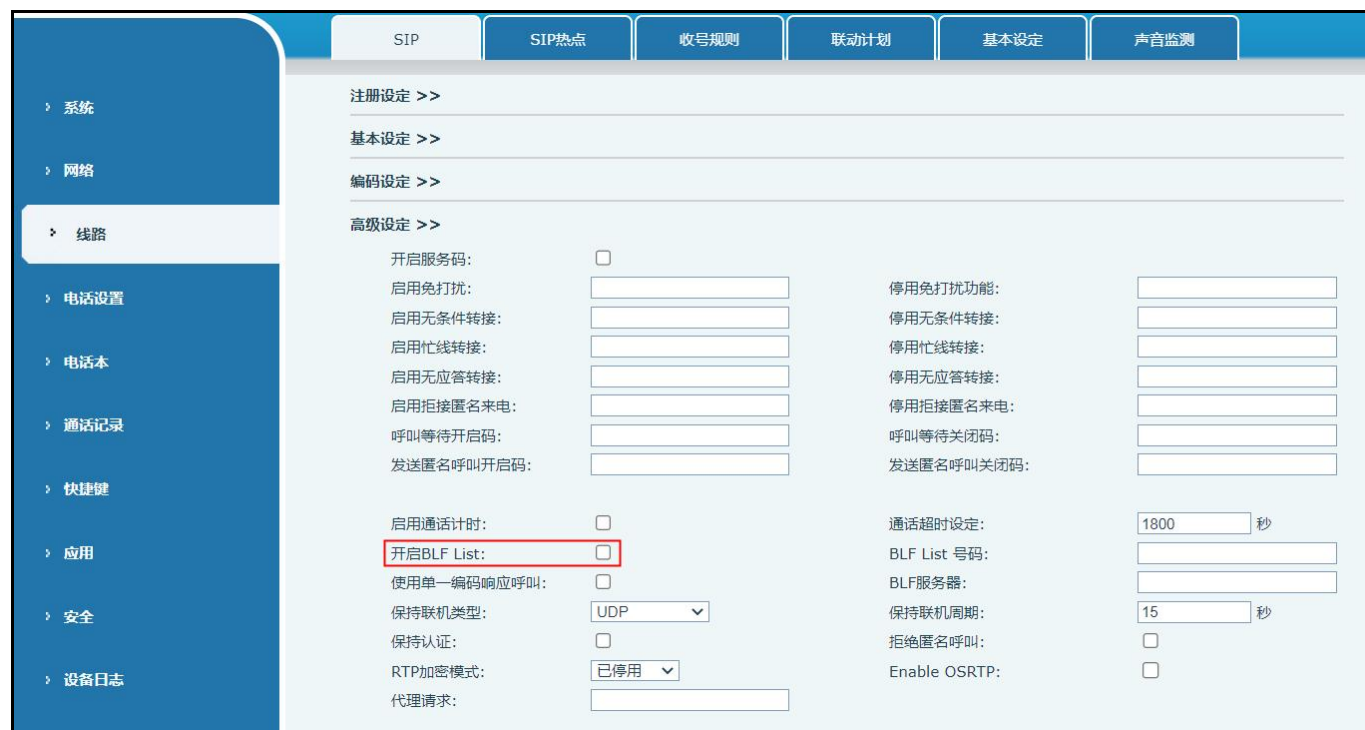 SIP SIP热点 收号规则 联动计划 基本设定 声音监测
系统
网络
线路
电话设置
电话本
通话记录
快捷键
应用
安全
设备日志
注册设定 >>
基本设定 >>
编码设定 >>
高级设定 >>
开启服务码:
启用免打扰: 停用免打扰功能:
启用无条件转接: 停用无条件转接:
启用忙线转接: 停用忙线转接:
启用无应答转接: 停用无应答转接:
启用拒接匿名来电: 停用拒接匿名来电:
呼叫等待开启码: 呼叫等待关闭码:
发送匿名呼叫开启码: 发送匿名呼叫关闭码:
启用通话计时: 通话超时设定: 1800 秒
开启BLF List: BLF List 号码:
使用单一编码响应呼叫: BLF服务器:
保持联机类型: UDP 保持联机周期: 15 秒
保持认证: 拒绝匿名呼叫:
RTP加密模式: 已停用 Enable OSRTP:
代理请求: